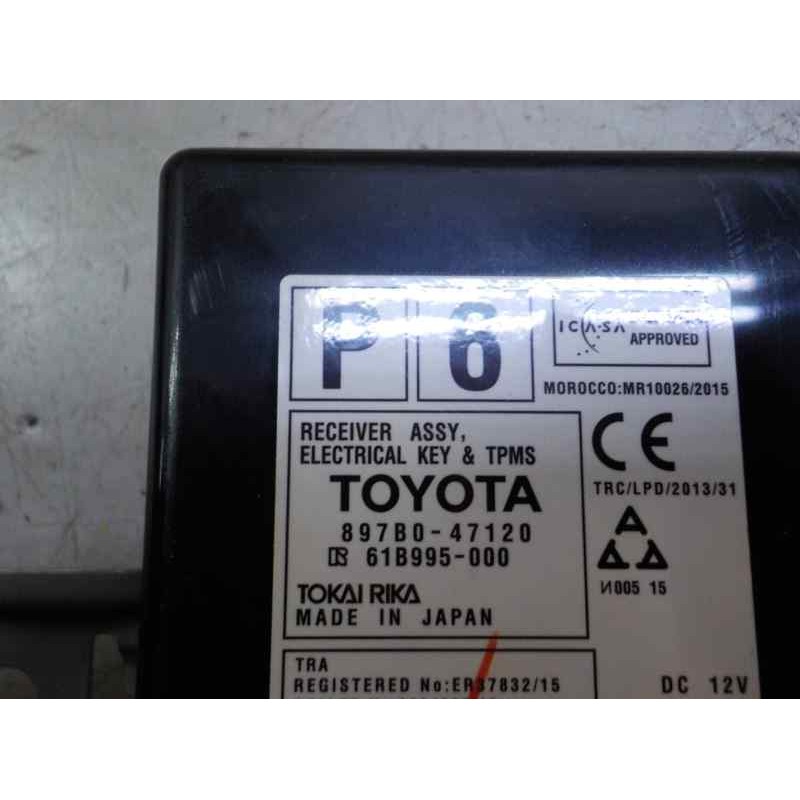 P 6
ICASA APPROVED
MOROCCO:MR10026/2015
RECEIVER ASSY,
ELECTRICAL KEY & TPMS
TOYOTA
897B0-47120
61B995-000
TOKAI RIKA
MADE IN JAPAN
CE
TRC/LPD/2013/31
И005 15
TRA
REGISTERED No:ER37832/15
DC 12V